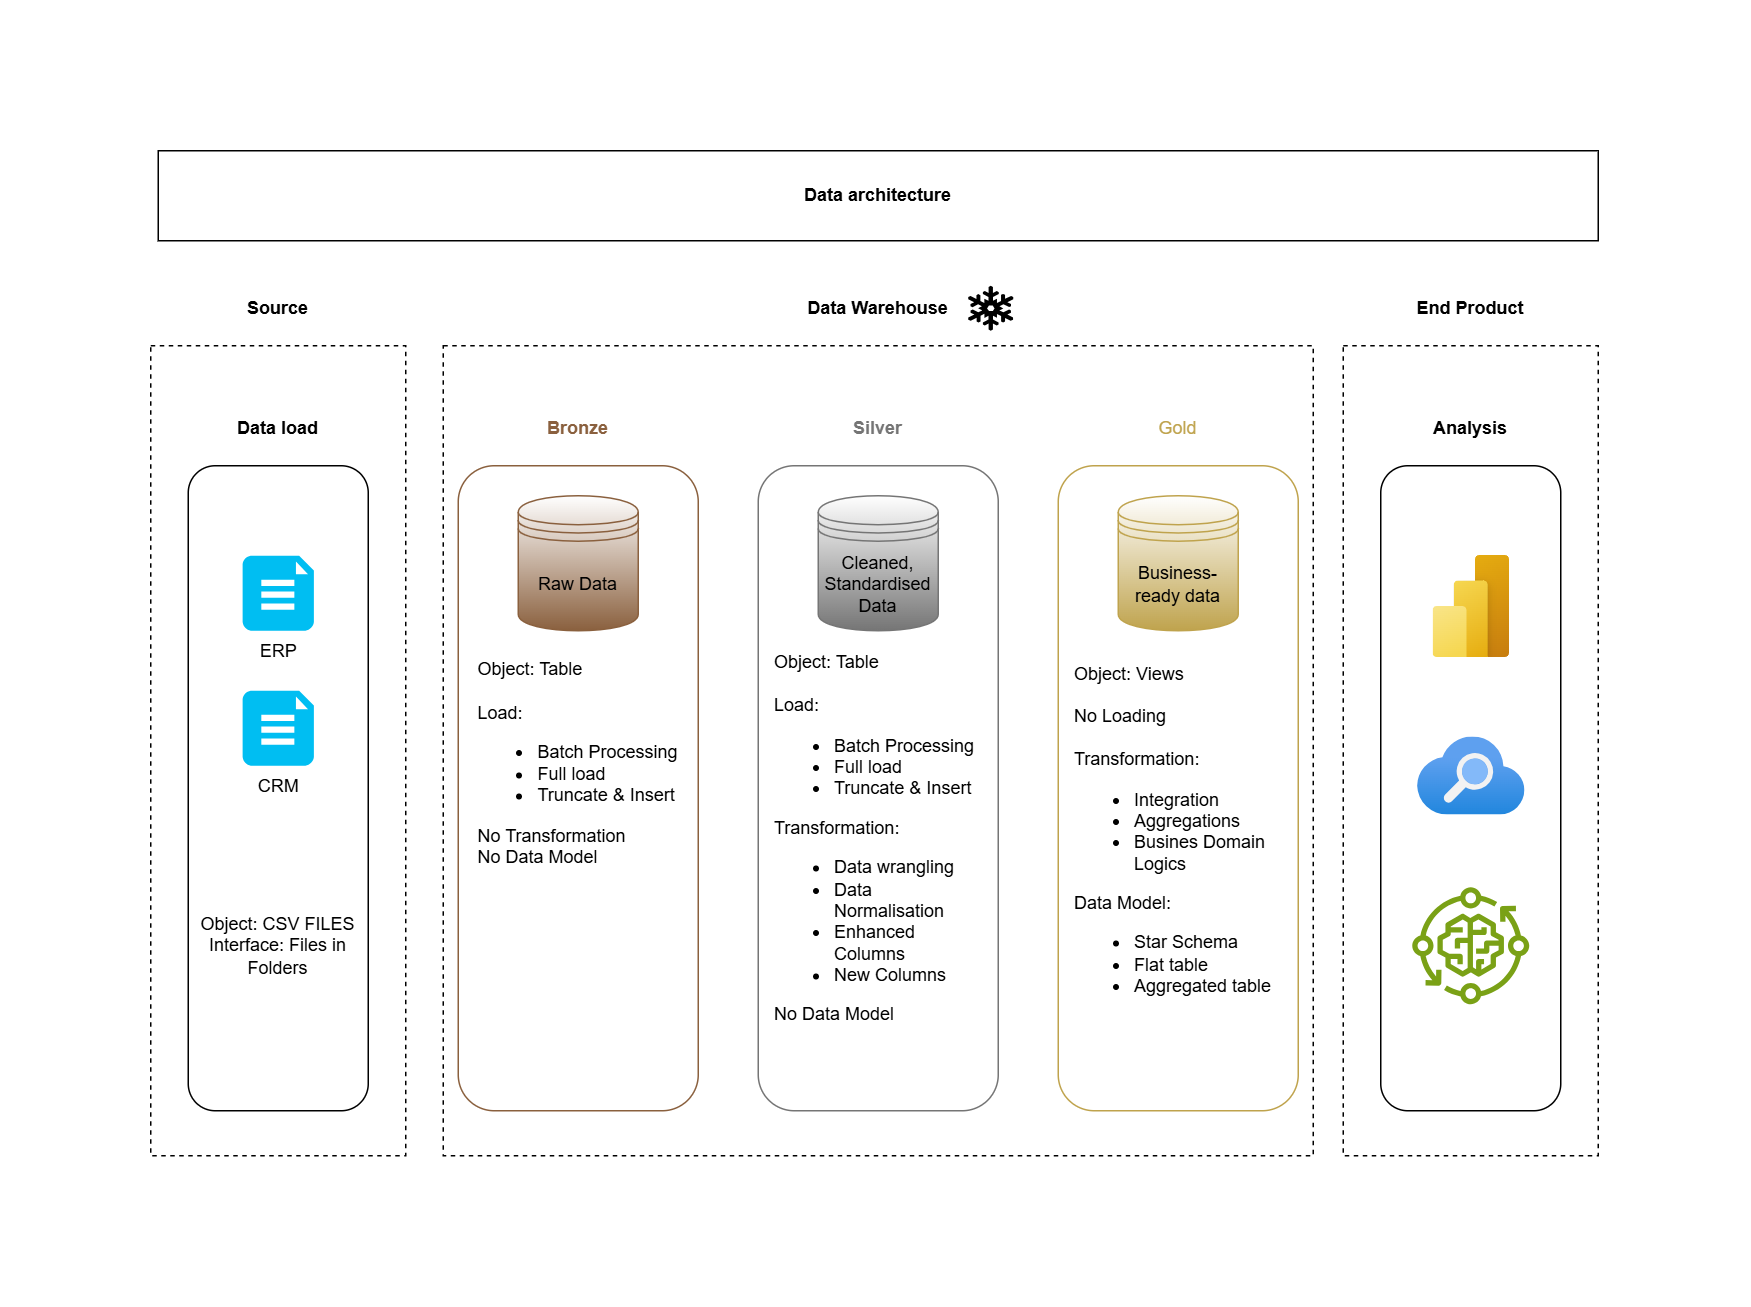 Data architecture
Source
Data Warehouse
End Product
Data load
Bronze
Silver
Gold
Analysis
ERP
CRM
Object: CSV FILES
Interface: Files in
Folders
Raw Data
Object: Table
Load:
Batch Processing
Full load
Truncate & Insert
No Transformation
No Data Model
Cleaned,
Standardised
Data
Object: Table
Load:
Batch Processing
Full load
Truncate & Insert
Transformation:
Data wrangling
Data
Normalisation
Enhanced
Columns
New Columns
No Data Model
Business-
ready data
Object: Views
No Loading
Transformation:
Integration
Aggregations
Busines Domain
Logics
Data Model:
Star Schema
Flat table
Aggregated table